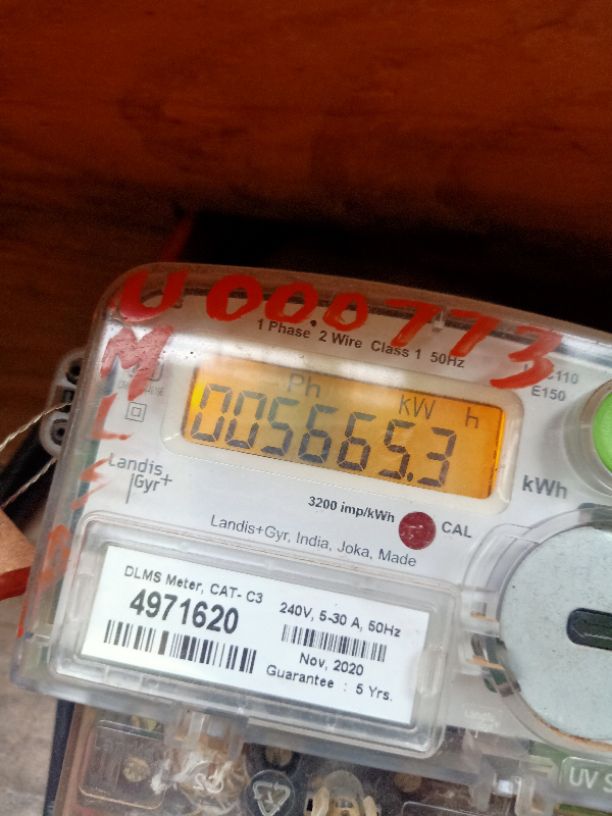 U000773
M
L
1 Phase 2 Wire Class 1 50Hz
E150
Ph kW h
005665.3
kWh
Landis
Gyr+
3200 imp/kWh
CAL
Landis+Gyr, India, Joka, Made
DLMS Meter, CAT- C3
4971620
240V, 5-30 A, 50Hz
Nov, 2020
Guarantee : 5 Yrs.
UV S